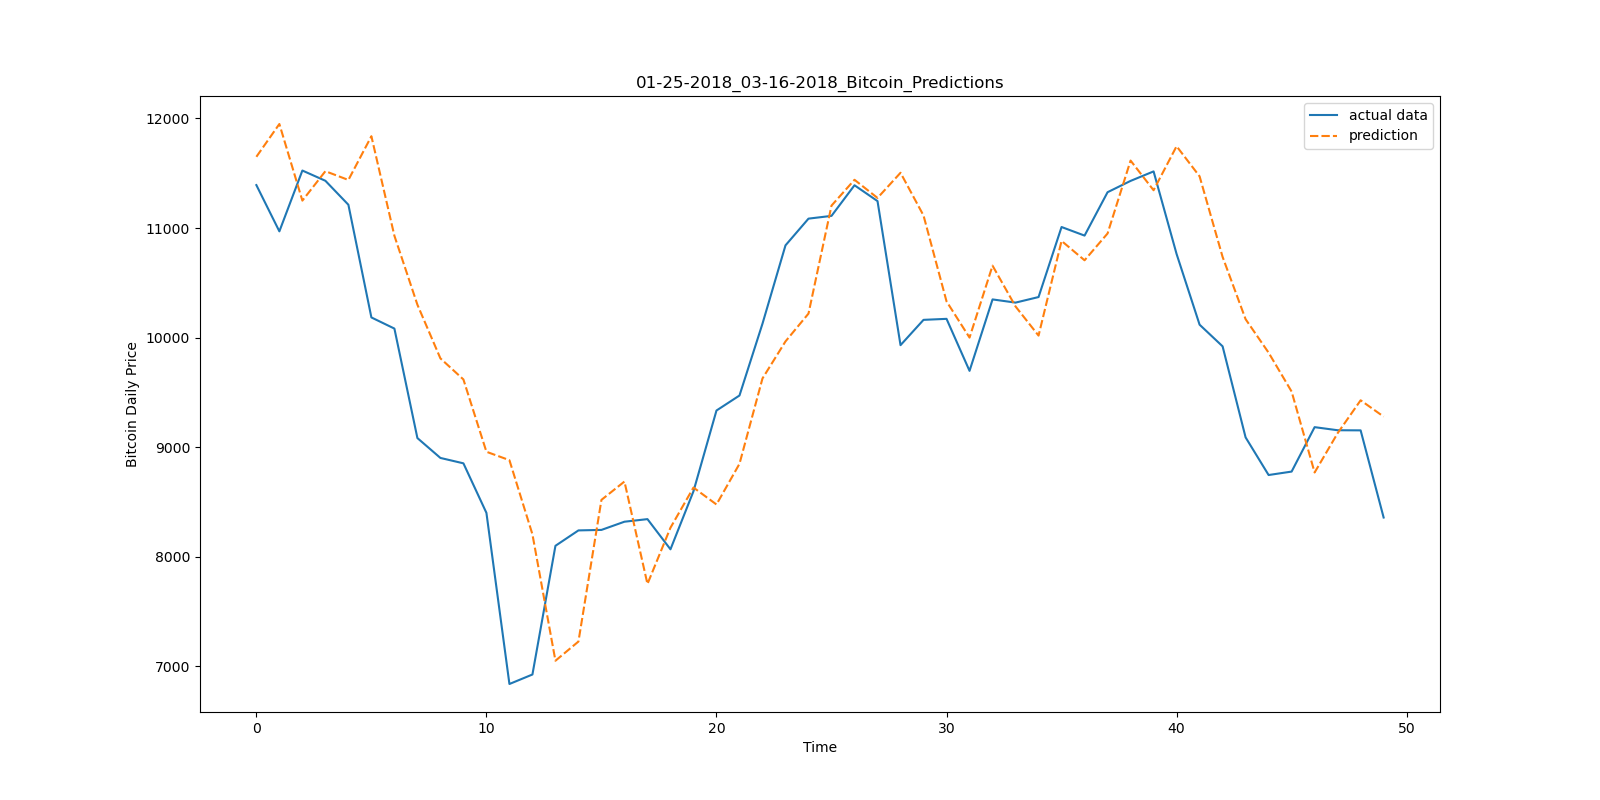 01-25-2018_03-16-2018_Bitcoin_Predictions
actual data
prediction
12000
11000
10000
9000
8000
7000
Bitcoin Daily Price
0 10 20 30 40 50
Time